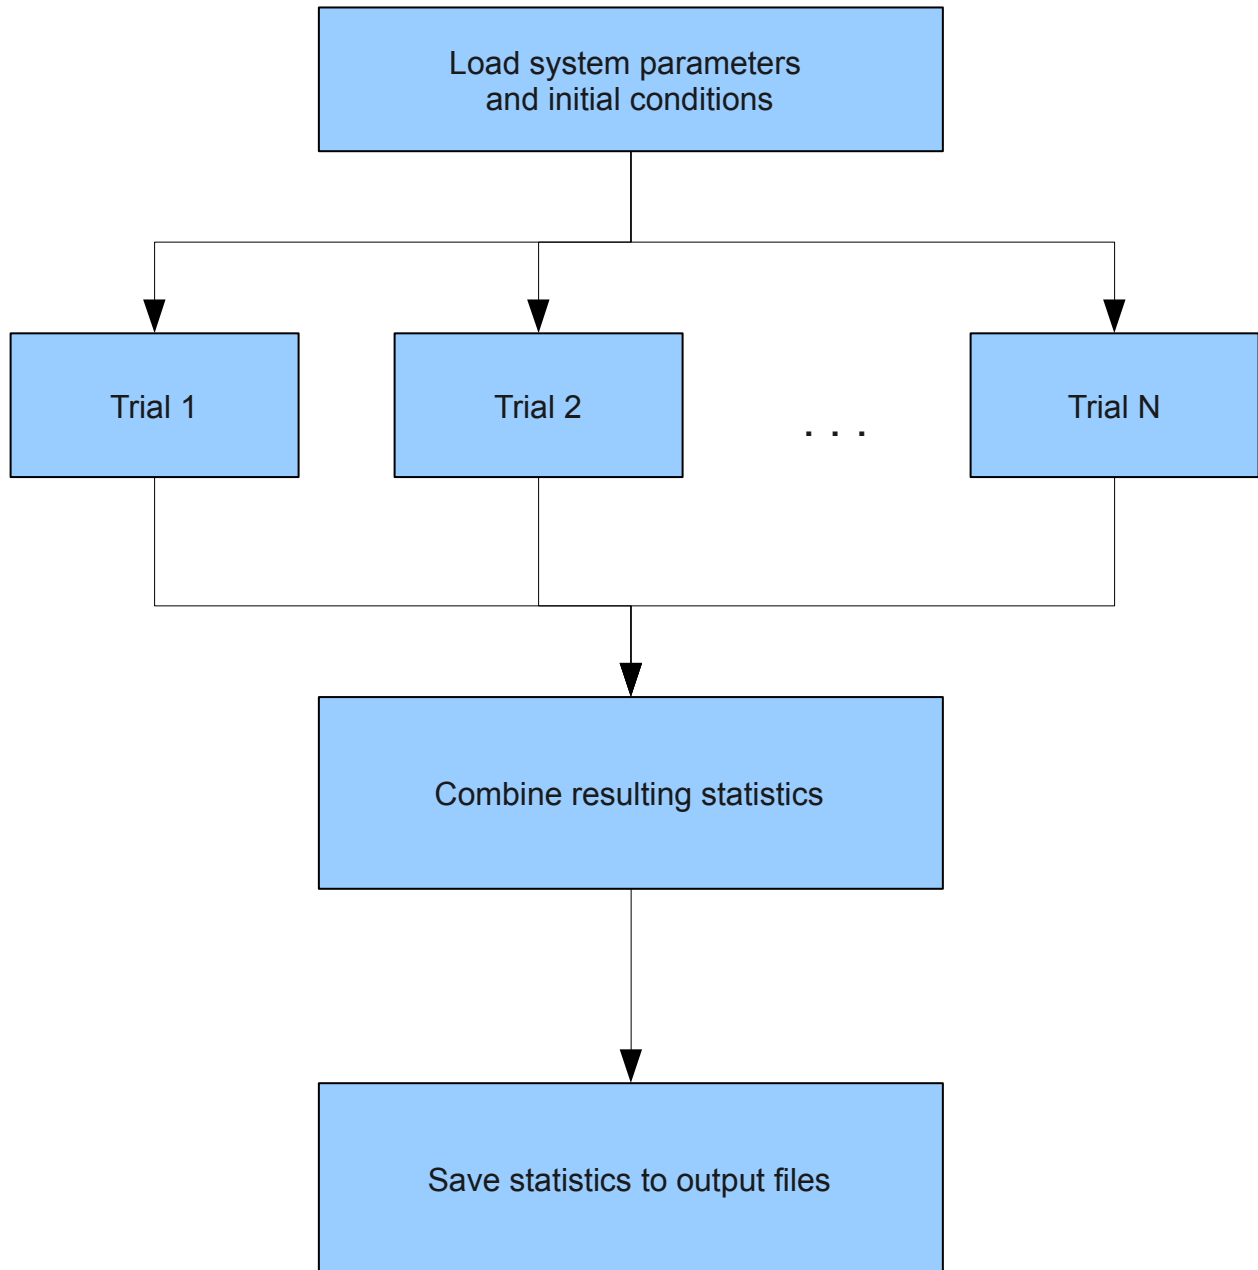 Load system parameters
and initial conditions
Trial 1
Trial 2
. . .
Trial N
Combine resulting statistics
Save statistics to output files